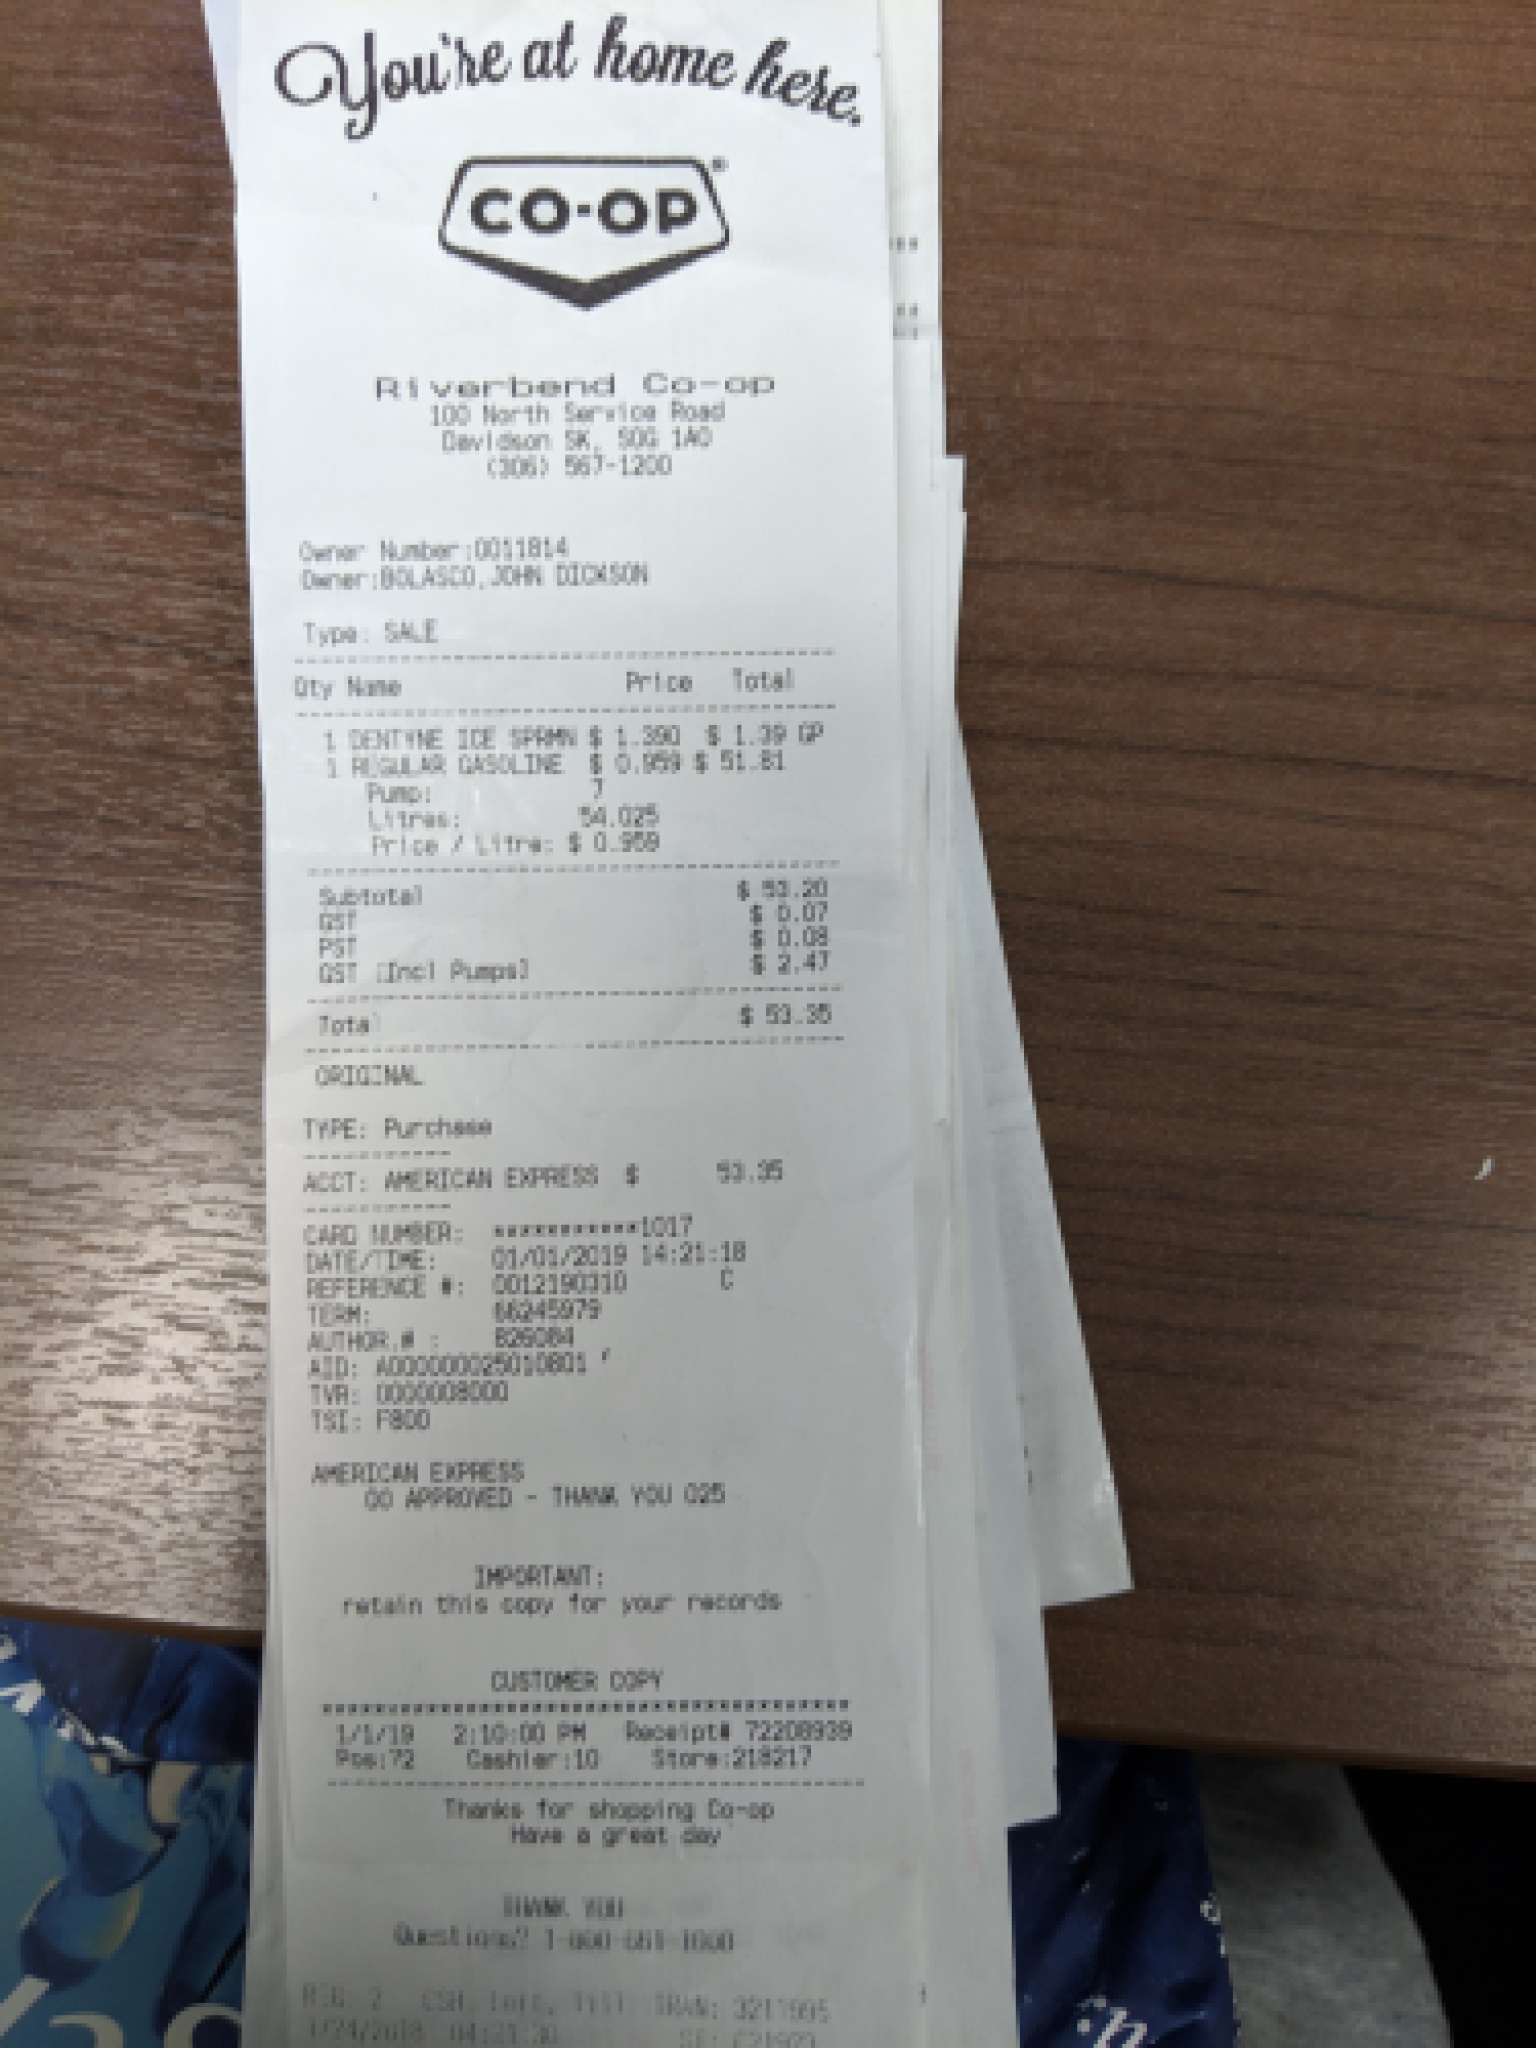 You're at home here.
CO-OP®
Riverbend Co-op
100 North Service Road
Davidson SK, S0G 1A0
(306) 567-1200
Owner Number:0011814
Owner:BOLASCO,JOHN DICKSON
Type: SALE
Qty Name Price Total
1 DENTYNE ICE SPRMN $ 1.390 $ 1.39 GP
1 REGULAR GASOLINE $ 0.959 $ 51.81
Pump: 7
Litres: 54.025
Price / Litre: $ 0.959
Subtotal $ 53.20
GST $ 0.07
PST $ 0.08
GST [Incl Pumps] $ 2.47
Total $ 53.35
ORIGINAL
TYPE: Purchase
ACCT: AMERICAN EXPRESS $ 53.35
CARD NUMBER: ***********1017
DATE/TIME: 01/01/2019 14:21:18
REFERENCE #: 0012190310 C
TERM: 66245979
AUTHOR.# : 826084
AID: A000000025010801
TVR: 0000008000
TSI: F800
AMERICAN EXPRESS
00 APPROVED - THANK YOU 025
IMPORTANT:
retain this copy for your records
CUSTOMER COPY
1/1/19 2:10:00 PM Receipt# 72208939
Pos:72 Cashier:10 Store:218217
Thanks for shopping Co-op
Have a great day
THANK YOU
Questions?
TRAN: 3211995